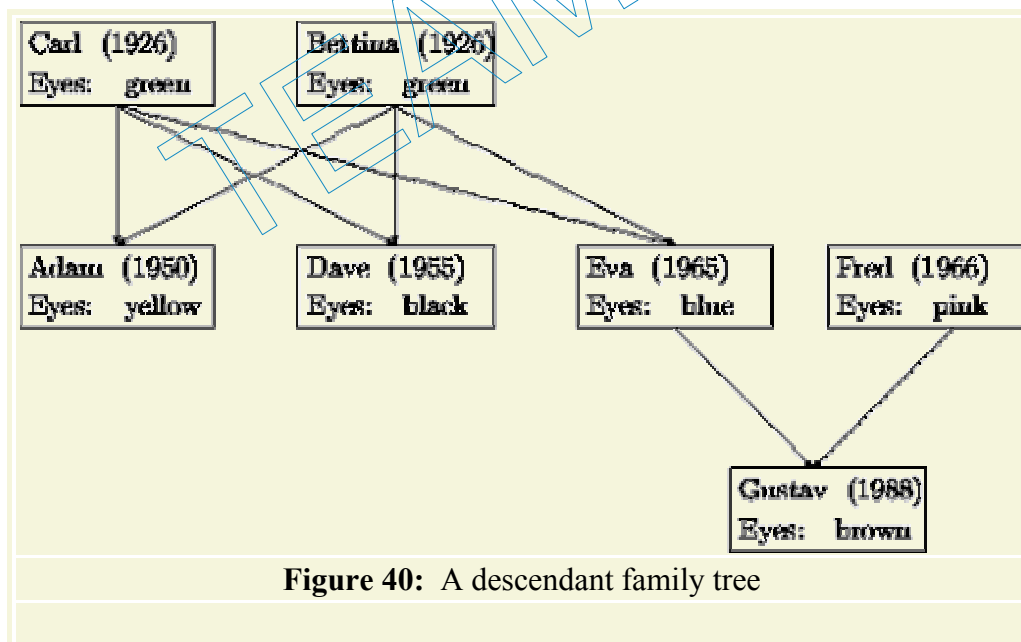 Carl (1926)
Eyes: green
Bettina (1926)
Eyes: green
Adam (1950)
Eyes: yellow
Dave (1955)
Eyes: black
Eva (1965)
Eyes: blue
Fred (1966)
Eyes: pink
Gustav (1988)
Eyes: brown
Figure 40: A descendant family tree
TEAM